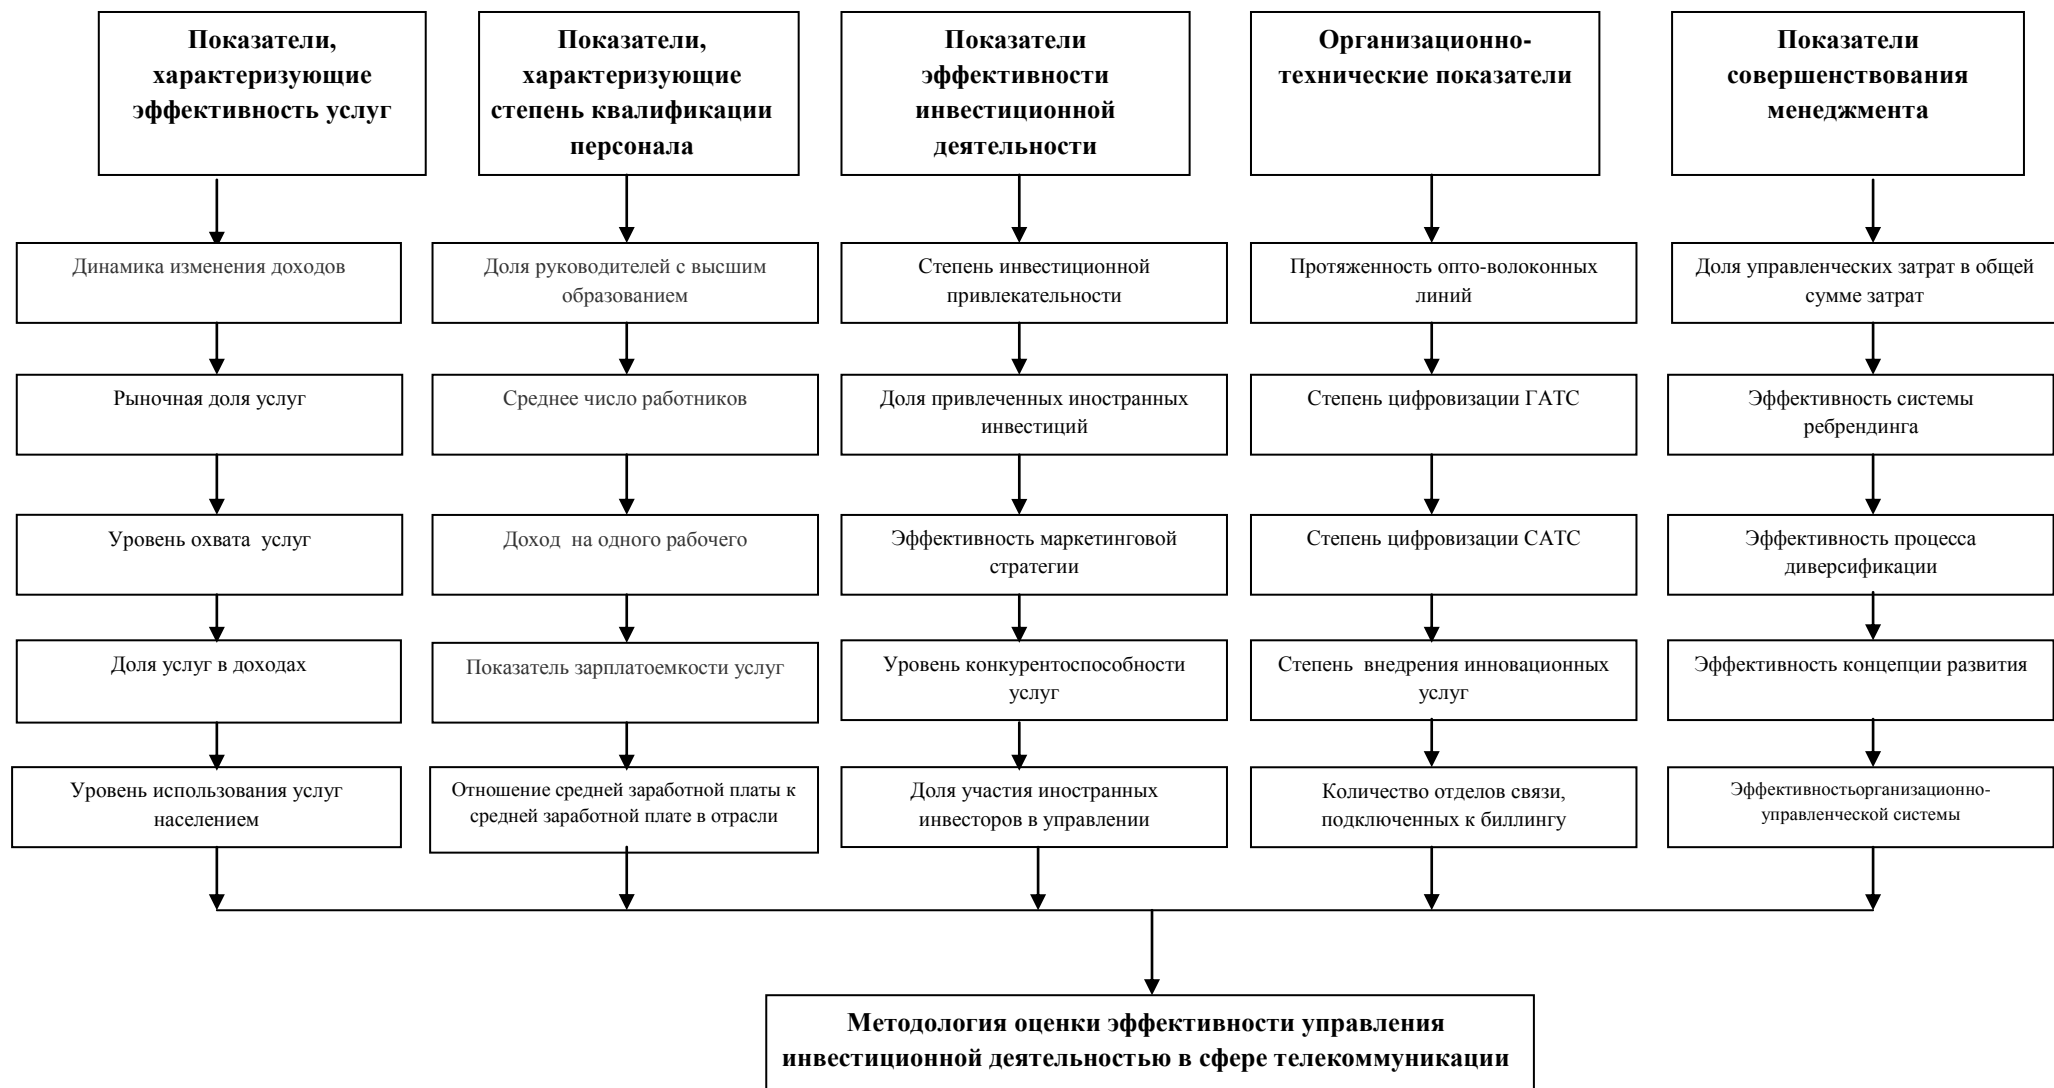 Показатели,
характеризующие
эффективность услуг
Показатели,
характеризующие
степень квалификации
персонала
Показатели
эффективности
инвестиционной
деятельности
Организационно-
технические показатели
Показатели
совершенствования
менеджмента
Динамика изменения доходов
Доля руководителей с высшим
образованием
Степень инвестиционной
привлекательности
Протяженность опто-волоконных
линий
Доля управленческих затрат в общей
сумме затрат
Рыночная доля услуг
Среднее число работников
Доля привлеченных иностранных
инвестиций
Степень цифровизации ГАТС
Эффективность системы
ребрендинга
Уровень охвата услуг
Доход на одного рабочего
Эффективность маркетинговой
стратегии
Степень цифровизации САТС
Эффективность процесса
диверсификации
Доля услуг в доходах
Показатель зарплатоемкости услуг
Уровень конкурентоспособности
услуг
Степень внедрения инновационных
услуг
Эффективность концепции развития
Уровень использования услуг
населением
Отношение средней заработной платы к
средней заработной плате в отрасли
Доля участия иностранных
инвесторов в управлении
Количество отделов связи,
подключенных к биллингу
Эффективностьорганизационно-
управленческой системы
Методология оценки эффективности управления
инвестиционной деятельностью в сфере телекоммуникации